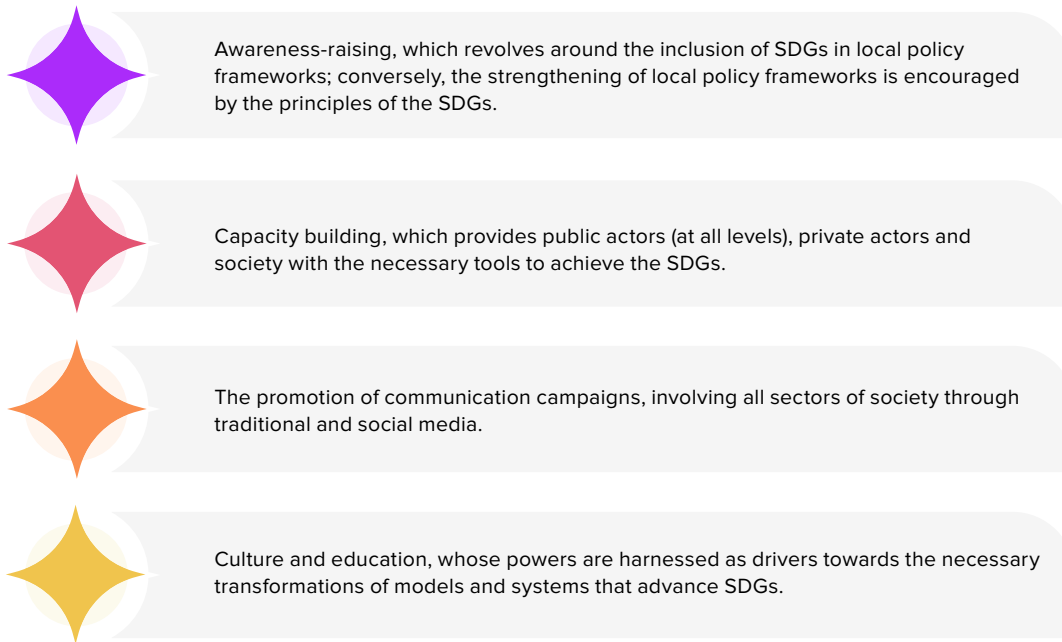 Awareness-raising, which revolves around the inclusion of SDGs in local policy
frameworks; conversely, the strengthening of local policy frameworks is encouraged
by the principles of the SDGs.
Capacity building, which provides public actors (at all levels), private actors and
society with the necessary tools to achieve the SDGs.
The promotion of communication campaigns, involving all sectors of society through
traditional and social media.
Culture and education, whose powers are harnessed as drivers towards the necessary
transformations of models and systems that advance SDGs.